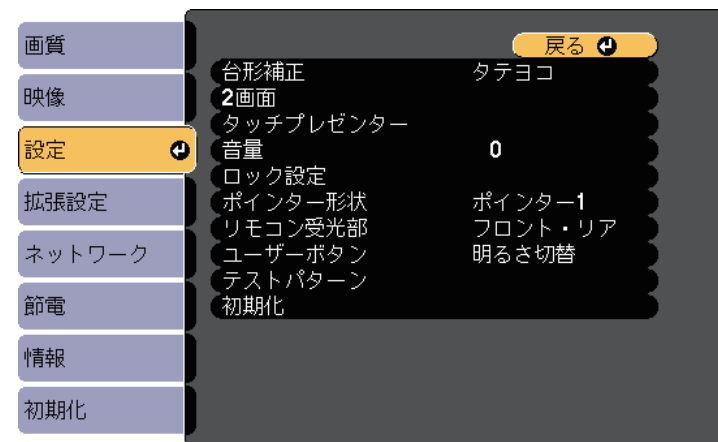 画質
映像
設定
拡張設定
ネットワーク
節電
情報
初期化
戻る
台形補正 タテヨコ
2画面
タッチプレゼンター
音量 0
ロック設定
ポインター形状 ポインター1
リモコン受光部 フロント・リア
ユーザーボタン 明るさ切替
テストパターン
初期化